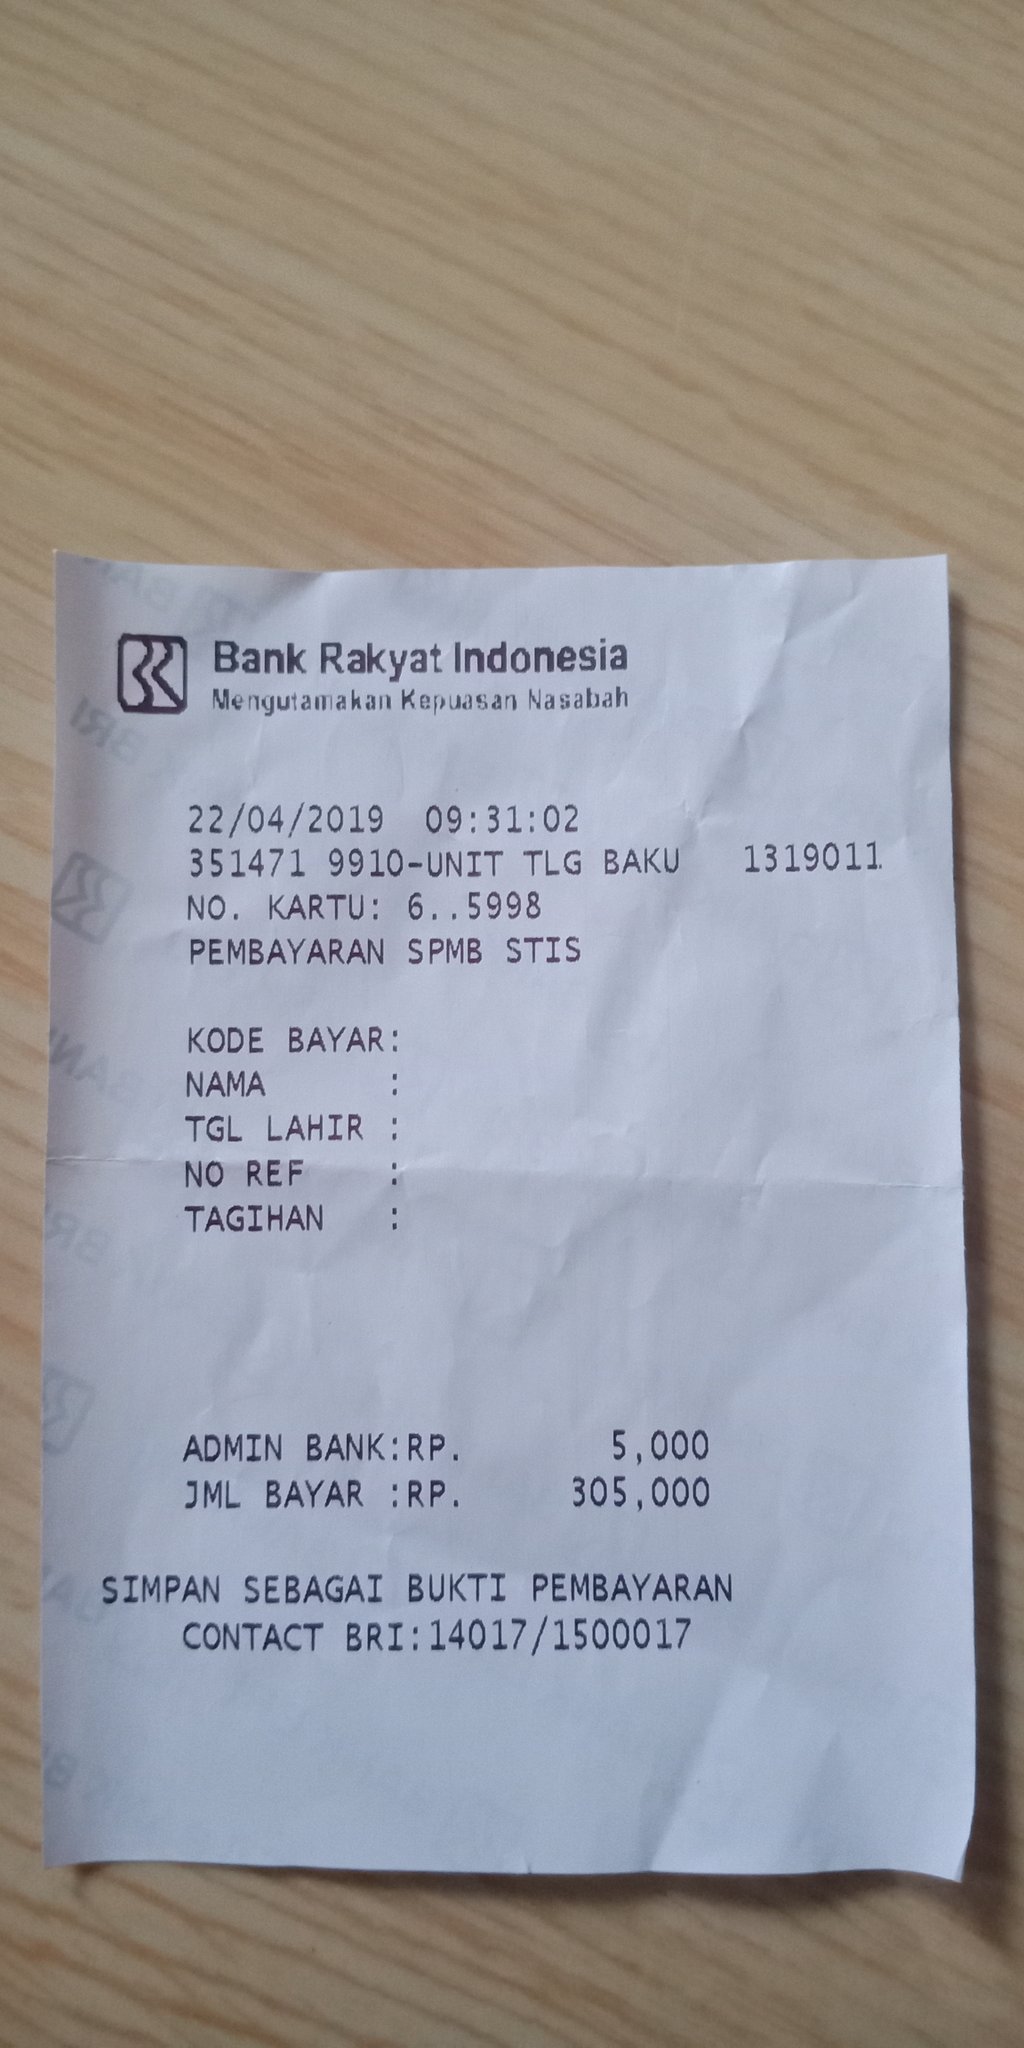 Bank Rakyat Indonesia
Mengutamakan Kepuasan Nasabah
22/04/2019 09:31:02
351471 9910-UNIT TLG BAKU 1319011
NO. KARTU: 6..5998
PEMBAYARAN SPMB STIS
KODE BAYAR:
NAMA :
TGL LAHIR :
NO REF :
TAGIHAN :
ADMIN BANK:RP. 5,000
JML BAYAR :RP. 305,000
SIMPAN SEBAGAI BUKTI PEMBAYARAN
CONTACT BRI:14017/1500017